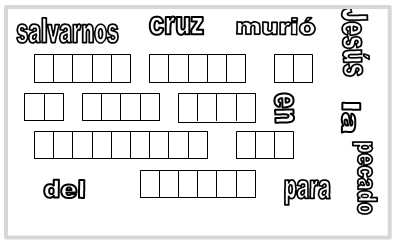 salvarnos cruz murió Jesús
en la
pecado
del para